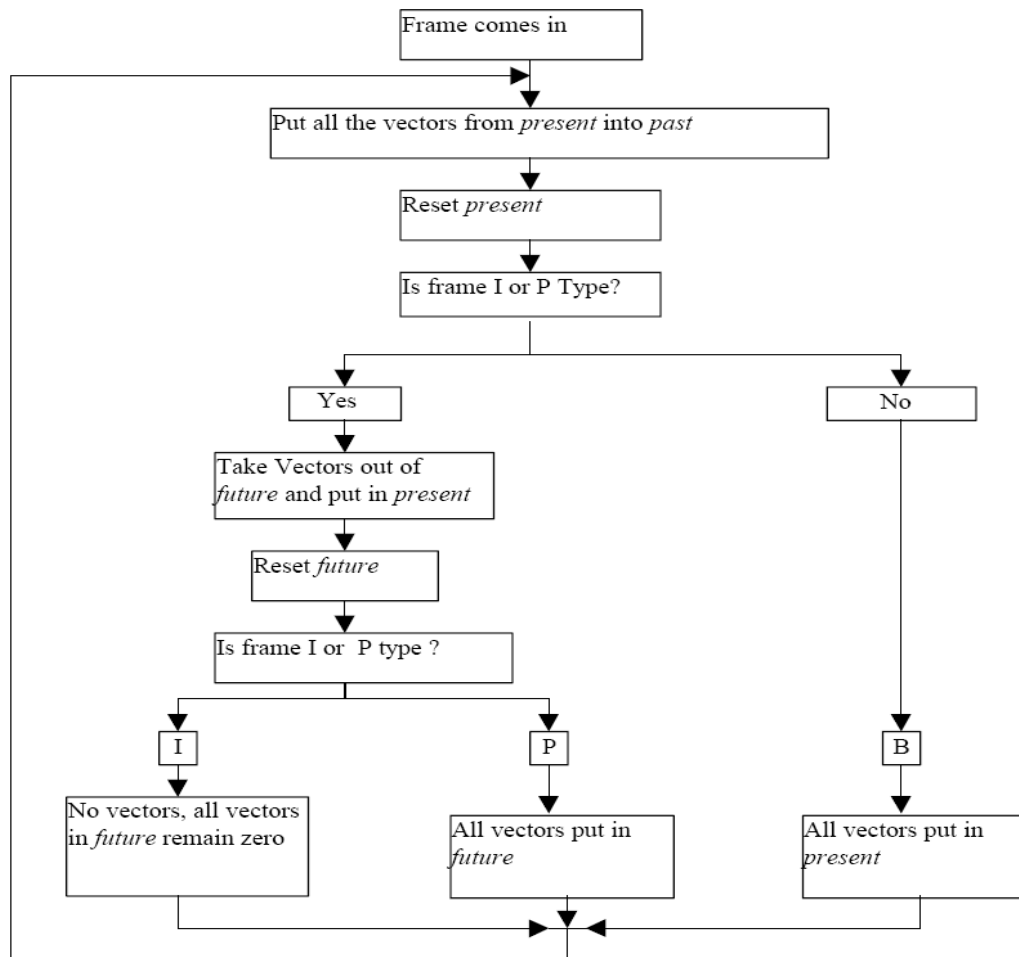 Frame comes in
Put all the vectors from present into past
Reset present
Is frame I or P Type?
Yes
No
Take Vectors out of
future and put in present
Reset future
Is frame I or  P type ?
I
P
B
No vectors, all vectors
in future remain zero
All vectors put in
future
All vectors put in
present